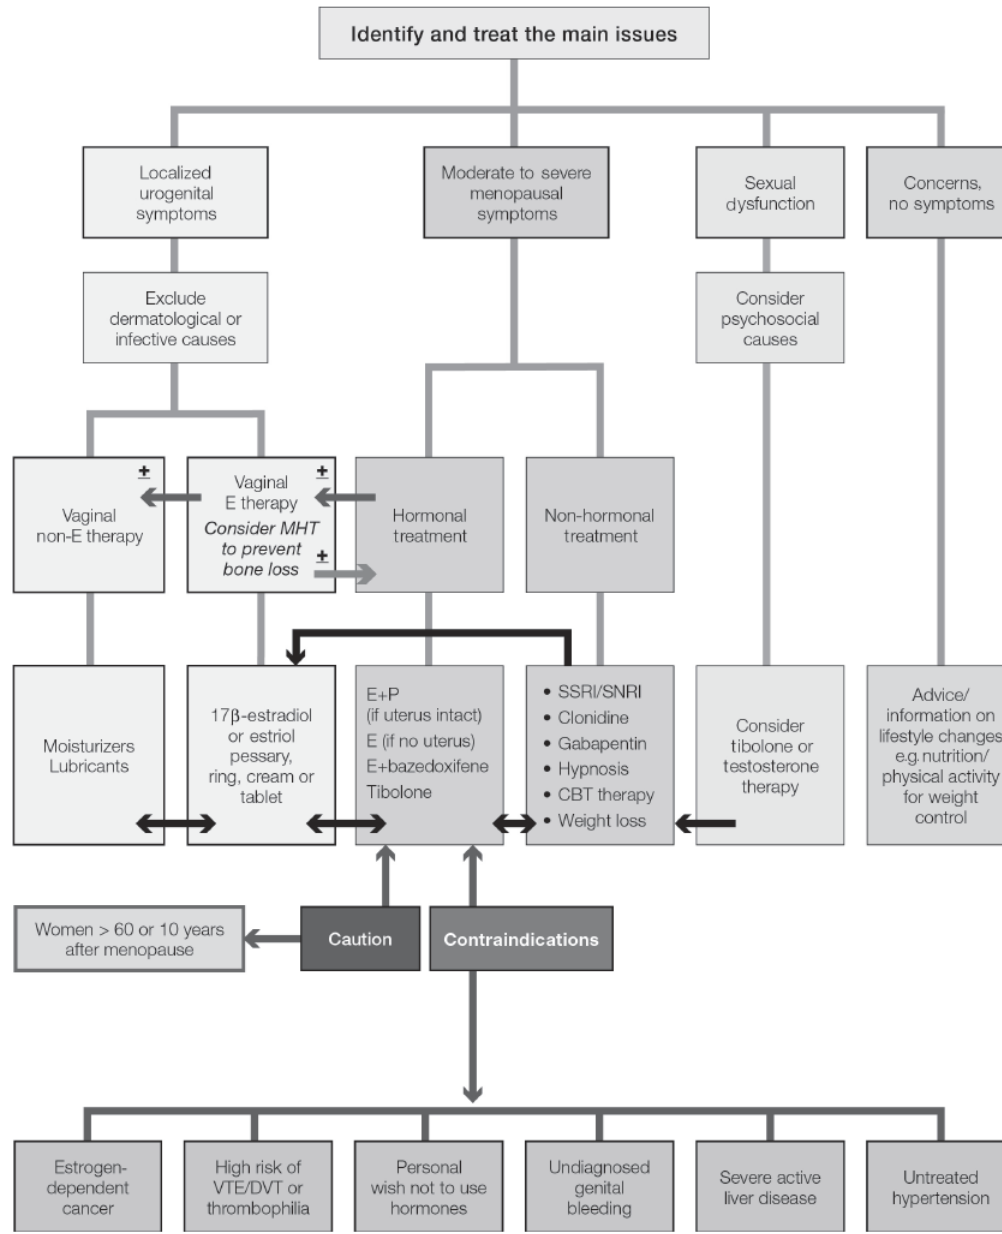 Identify and treat the main issues
Localized
urogenital
symptoms
Moderate to severe
menopausal
symptoms
Sexual
dysfunction
Concerns,
no symptoms
Exclude
dermatological or
infective causes
Consider
psychosocial
causes
±
Vaginal
non-E therapy
±
Vaginal
E therapy
Consider MHT
to prevent
bone loss
±
Hormonal
treatment
Non-hormonal
treatment
Moisturizers
Lubricants
17β-estradiol
or estriol
pessary,
ring, cream or
tablet
E+P
(if uterus intact)
E (if no uterus)
E+bazedoxifene
Tibolone
• SSRI/SNRI
• Clonidine
• Gabapentin
• Hypnosis
• CBT therapy
• Weight loss
Consider
tibolone or
testosterone
therapy
Advice/
information on
lifestyle changes
e.g. nutrition/
physical activity
for weight
control
Women > 60 or 10 years
after menopause
Caution
Contraindications
Estrogen-
dependent
cancer
High risk of
VTE/DVT or
thrombophilia
Personal
wish not to use
hormones
Undiagnosed
genital
bleeding
Severe active
liver disease
Untreated
hypertension